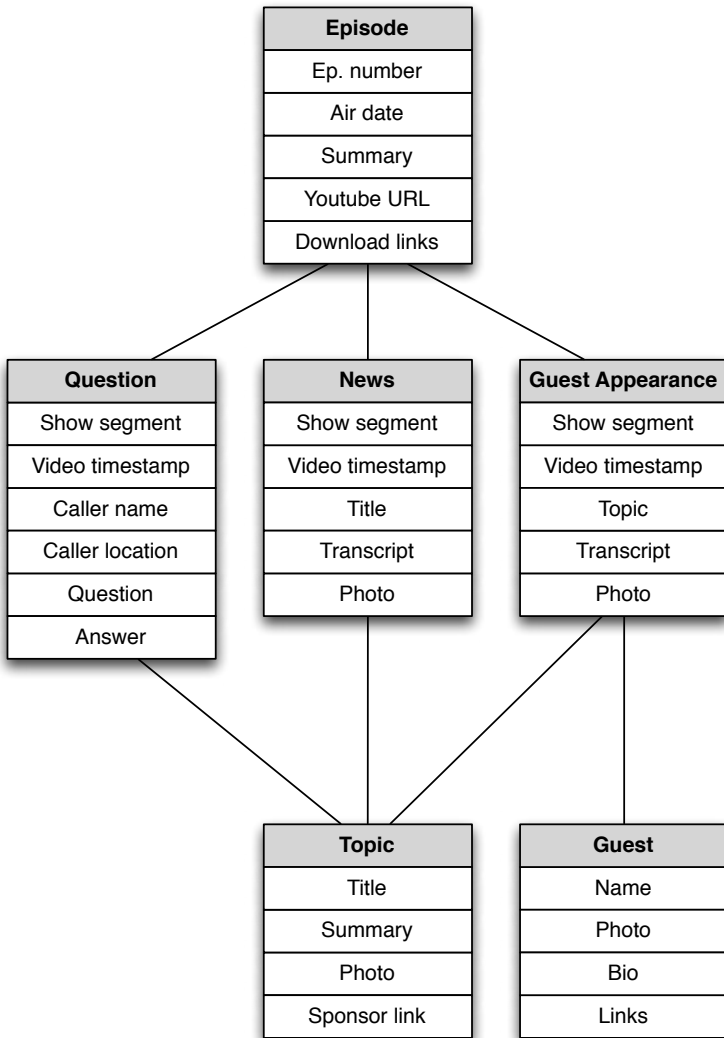 Episode
Ep. number
Air date
Summary
Youtube URL
Download links
Question
Show segment
Video timestamp
Caller name
Caller location
Question
Answer
News
Show segment
Video timestamp
Title
Transcript
Photo
Guest Appearance
Show segment
Video timestamp
Topic
Transcript
Photo
Topic
Title
Summary
Photo
Sponsor link
Guest
Name
Photo
Bio
Links